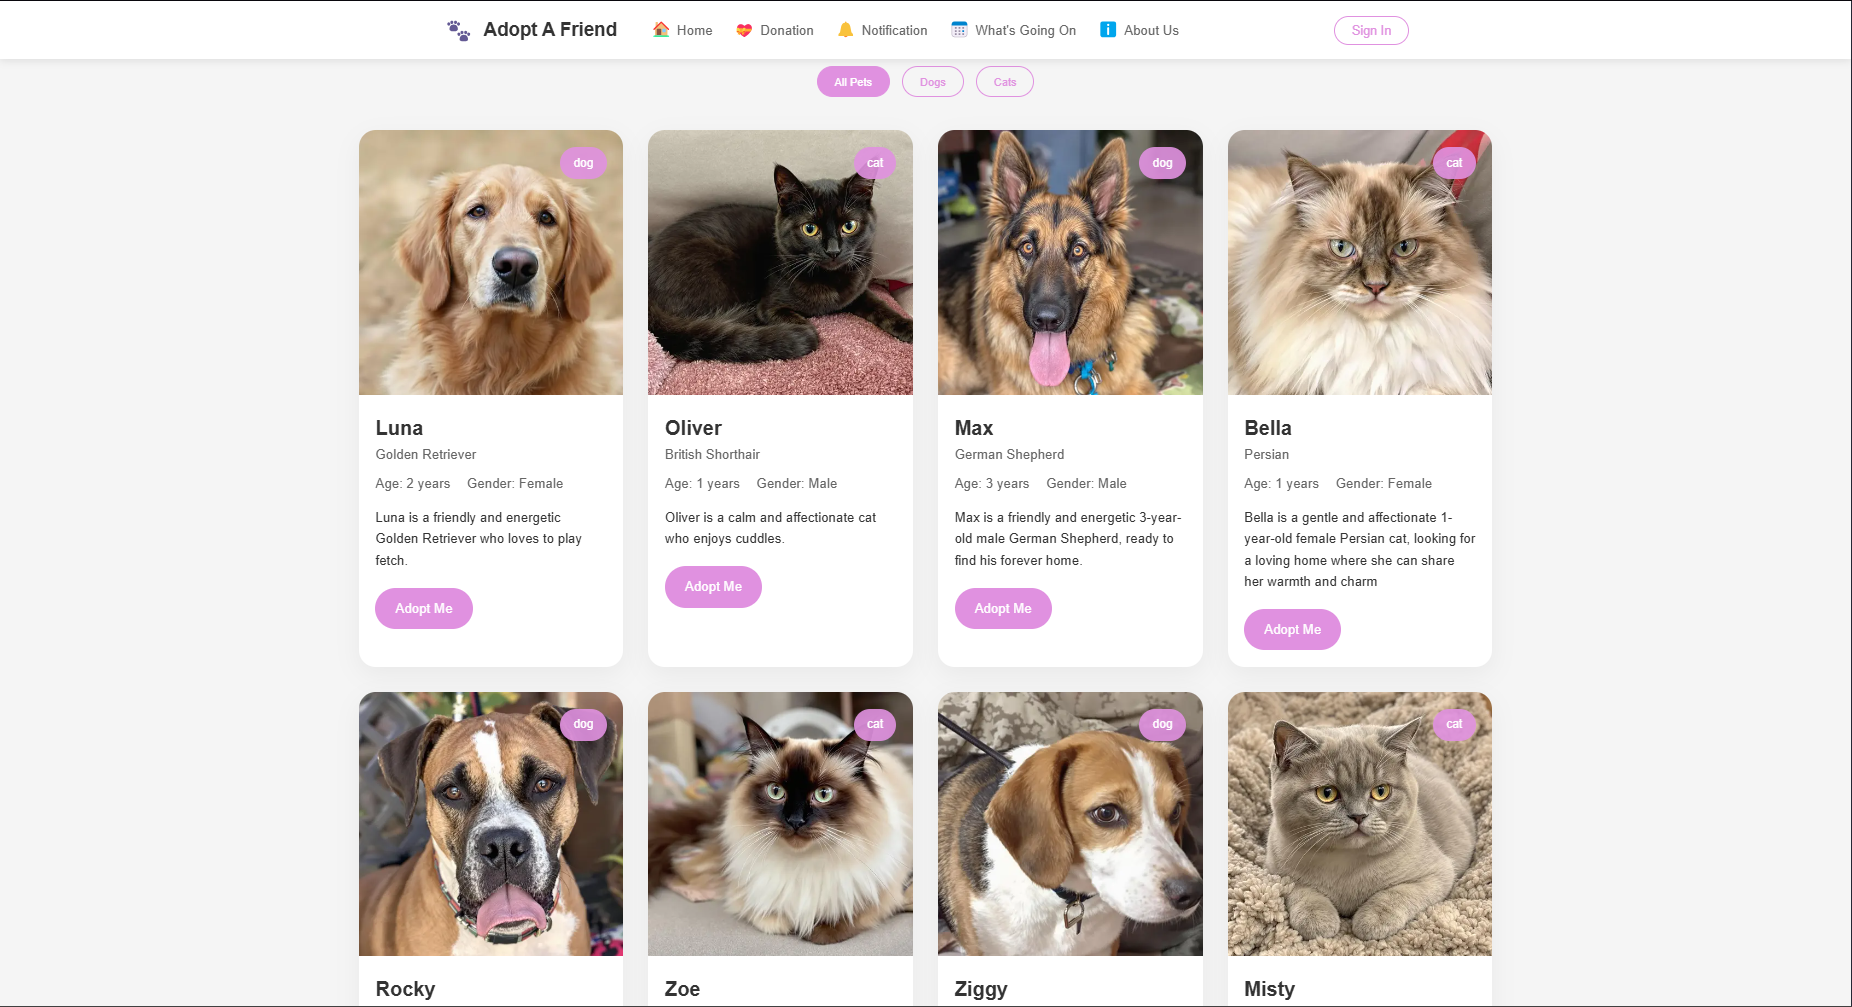 Adopt A Friend
Home
Donation
Notification
What's Going On
About Us
Sign In
All Pets
Dogs
Cats
dog
Luna
Golden Retriever
Age: 2 years Gender: Female
Luna is a friendly and energetic
Golden Retriever who loves to play
fetch.
Adopt Me
cat
Oliver
British Shorthair
Age: 1 years Gender: Male
Oliver is a calm and affectionate cat
who enjoys cuddles.
Adopt Me
dog
Max
German Shepherd
Age: 3 years Gender: Male
Max is a friendly and energetic 3-year-
old male German Shepherd, ready to
find his forever home.
Adopt Me
cat
Bella
Persian
Age: 1 years Gender: Female
Bella is a gentle and affectionate 1-
year-old female Persian cat, looking for
a loving home where she can share
her warmth and charm
Adopt Me
dog
Rocky
cat
Zoe
dog
Ziggy
cat
Misty